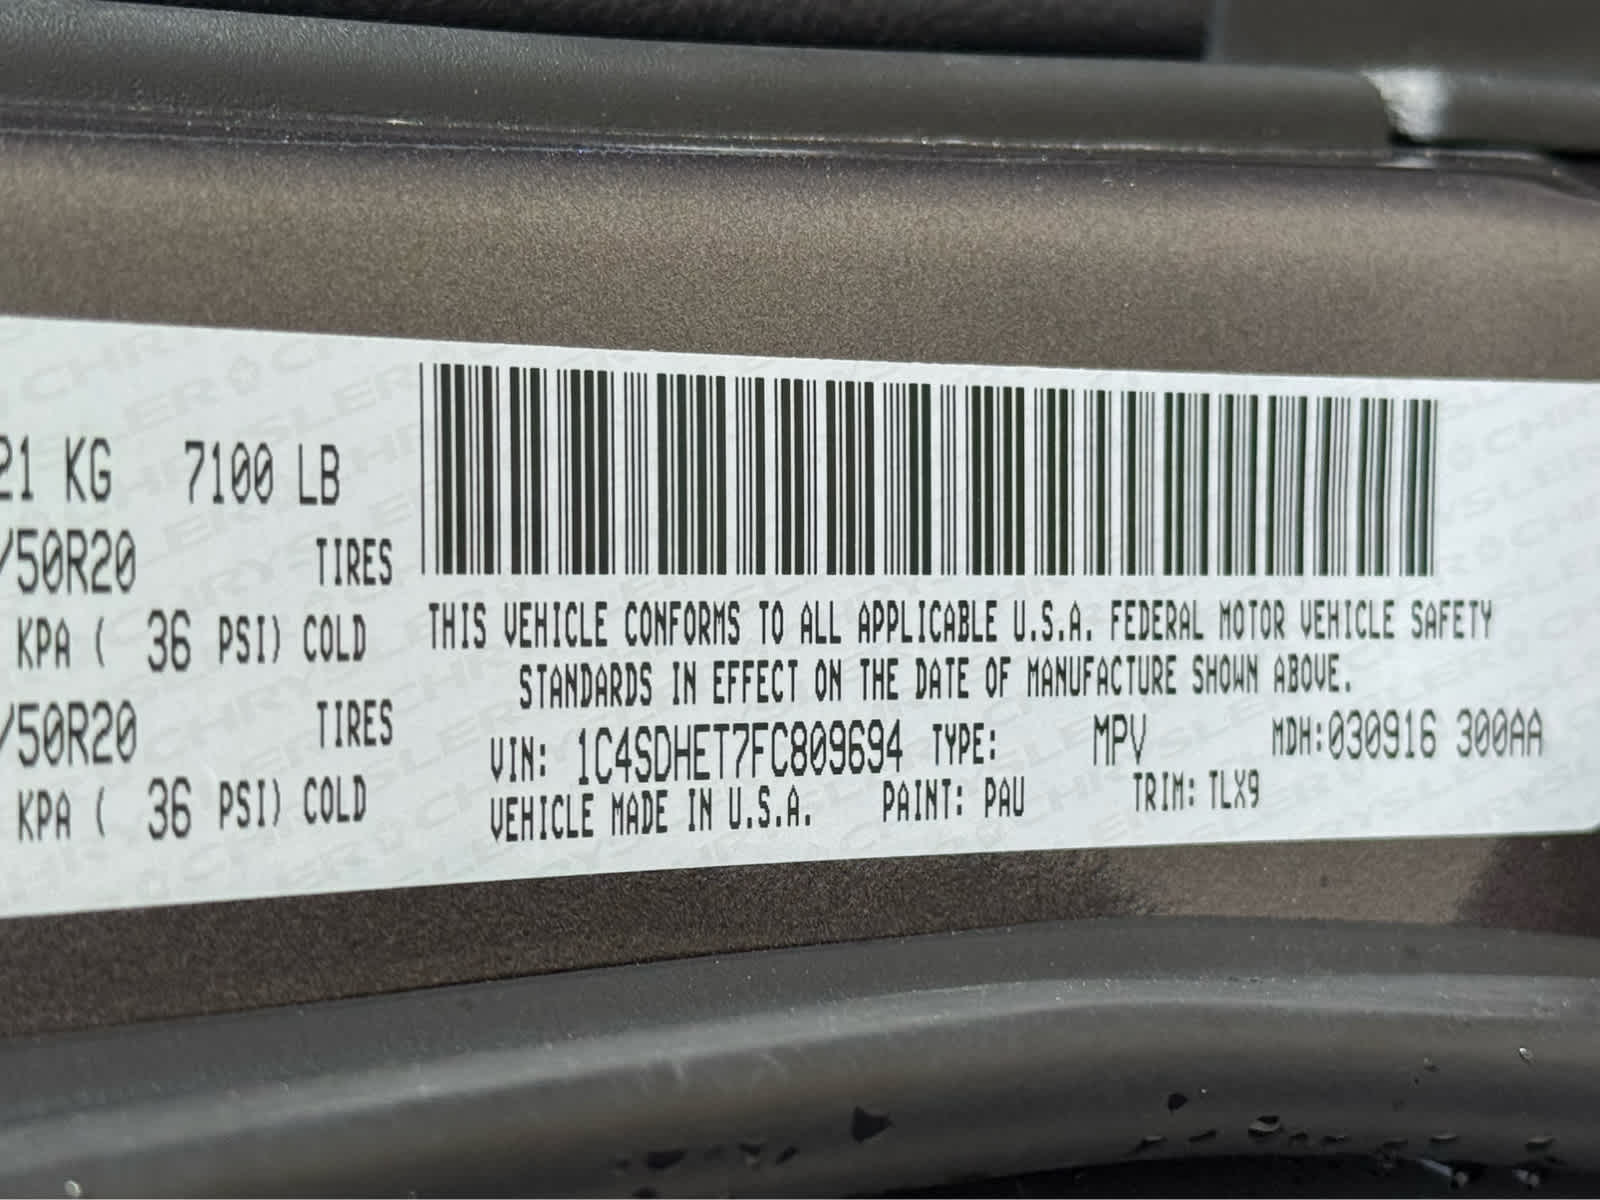 21 KG 7100 LB
/50R20 TIRES
KPA ( 36 PSI) COLD
/50R20 TIRES
KPA ( 36 PSI) COLD
THIS VEHICLE CONFORMS TO ALL APPLICABLE U.S.A. FEDERAL MOTOR VEHICLE SAFETY
STANDARDS IN EFFECT ON THE DATE OF MANUFACTURE SHOWN ABOVE.
VIN: 1C4SDHET7FC809694 TYPE: MPV MDH:030916 300AA
VEHICLE MADE IN U.S.A. PAINT: PAU TRIM: TLX9